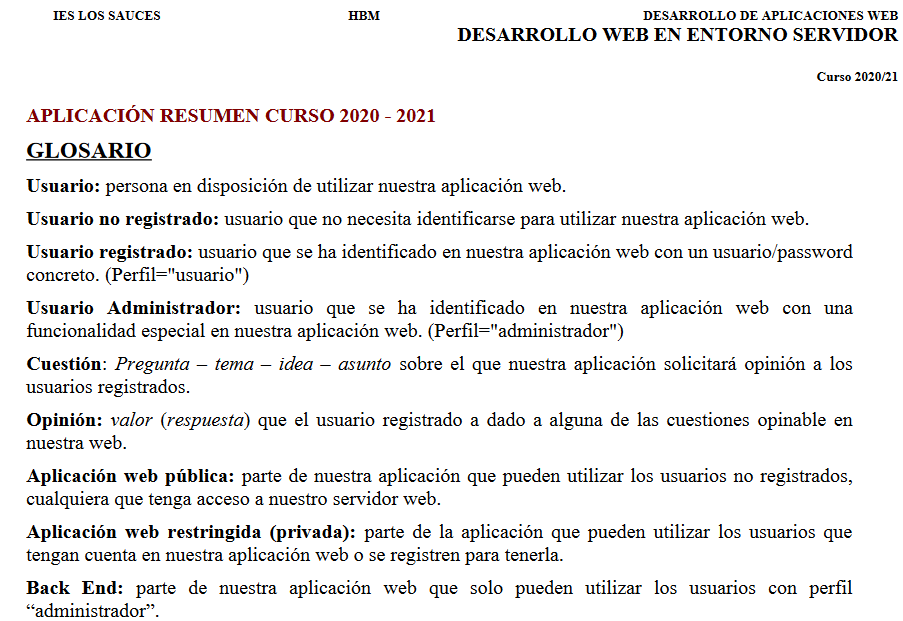 IES LOS SAUCES HBM DESARROLLO DE APLICACIONES WEB
DESARROLLO WEB EN ENTORNO SERVIDOR
Curso 2020/21
APLICACIÓN RESUMEN CURSO 2020 - 2021
GLOSARIO
Usuario: persona en disposición de utilizar nuestra aplicación web.
Usuario no registrado: usuario que no necesita identificarse para utilizar nuestra aplicación web.
Usuario registrado: usuario que se ha identificado en nuestra aplicación web con un usuario/password
concreto. (Perfil="usuario")
Usuario Administrador: usuario que se ha identificado en nuestra aplicación web con una
funcionalidad especial en nuestra aplicación web. (Perfil="administrador")
Cuestión: Pregunta – tema – idea – asunto sobre el que nuestra aplicación solicitará opinión a los
usuarios registrados.
Opinión: valor (respuesta) que el usuario registrado a dado a alguna de las cuestiones opinable en
nuestra web.
Aplicación web pública: parte de nuestra aplicación que pueden utilizar los usuarios no registrados,
cualquiera que tenga acceso a nuestro servidor web.
Aplicación web restringida (privada): parte de la aplicación que pueden utilizar los usuarios que
tengan cuenta en nuestra aplicación web o se registren para tenerla.
Back End: parte de nuestra aplicación web que solo pueden utilizar los usuarios con perfil
“administrador”.